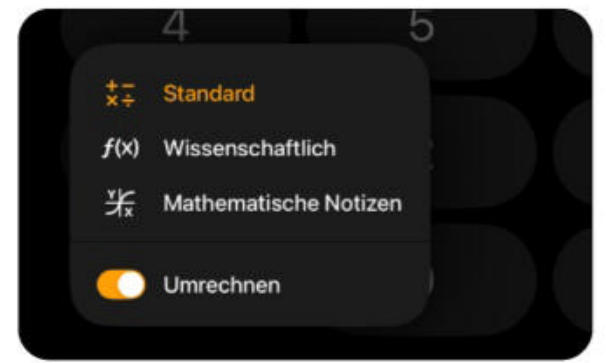 4 5
Standard
f(x) Wissenschaftlich
Mathematische Notizen
Umrechnen